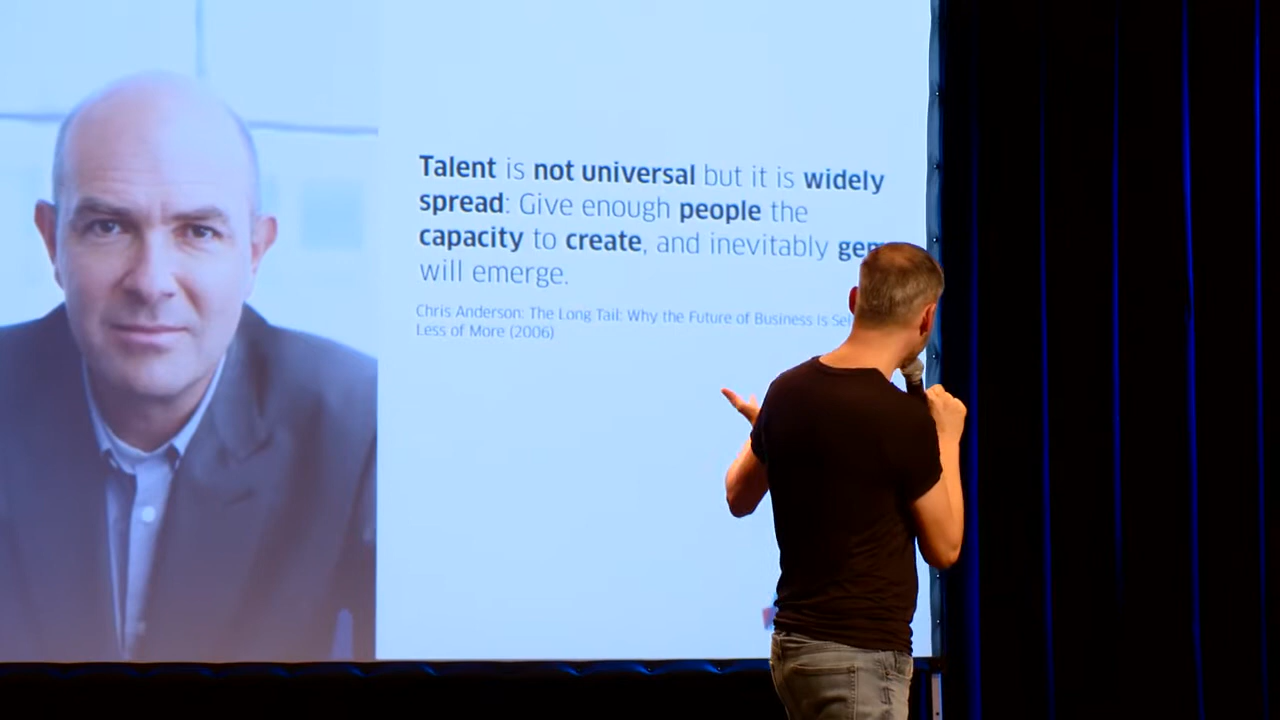 Talent is not universal but it is widely
spread: Give enough people the
capacity to create, and inevitably
will emerge.
Chris Anderson: The Long Tail: Why the Future of Business Is
Less of More (2006)